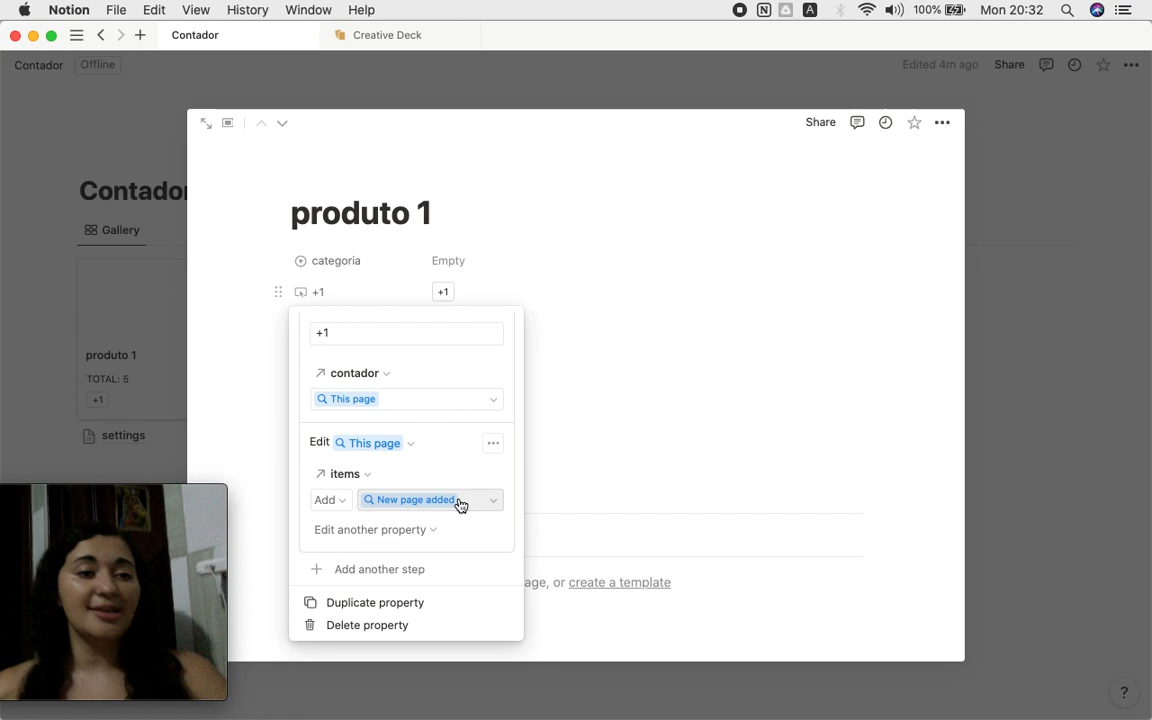 Notion File Edit View History Window Help 100% Mon 20:32
Contador Creative Deck
Contador Offline Edited 4m ago Share
Share
Contador
produto 1
Gallery
categoria Empty
+1 +1
+1
produto 1
contador
TOTAL: 5
+1
This page
settings
Edit This page
items
Add New page added
Edit another property
Add another step
age, or create a template
Duplicate property
Delete property
?